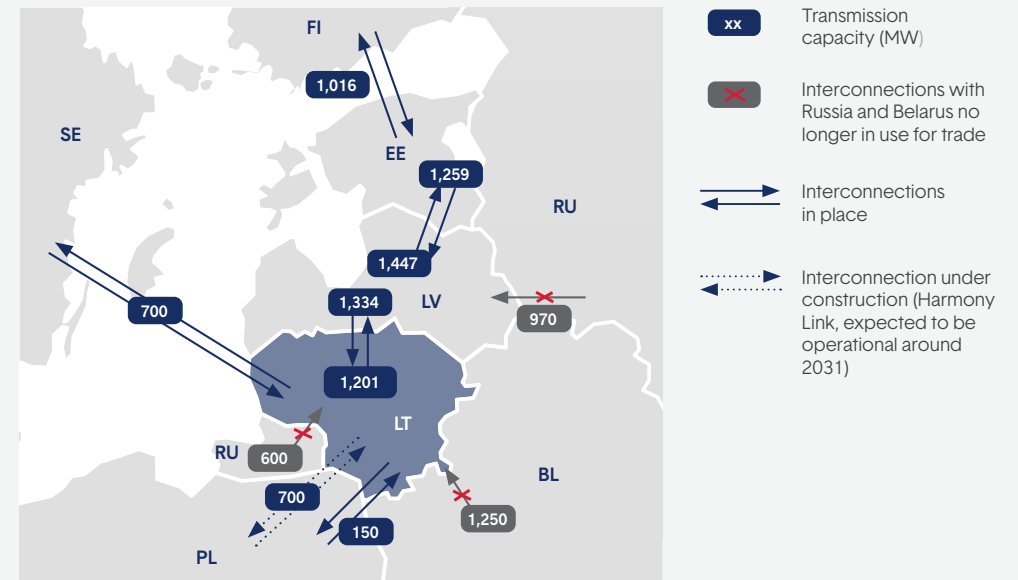 FI
1,016
SE
EE
1,259
RU
1,447
1,334
LV
700
970
1,201
LT
RU
600
BL
700
1,250
150
PL
xx
Transmission
capacity (MW)
Interconnections with
Russia and Belarus no
longer in use for trade
Interconnections
in place
Interconnection under
construction (Harmony
Link, expected to be
operational around
2031)